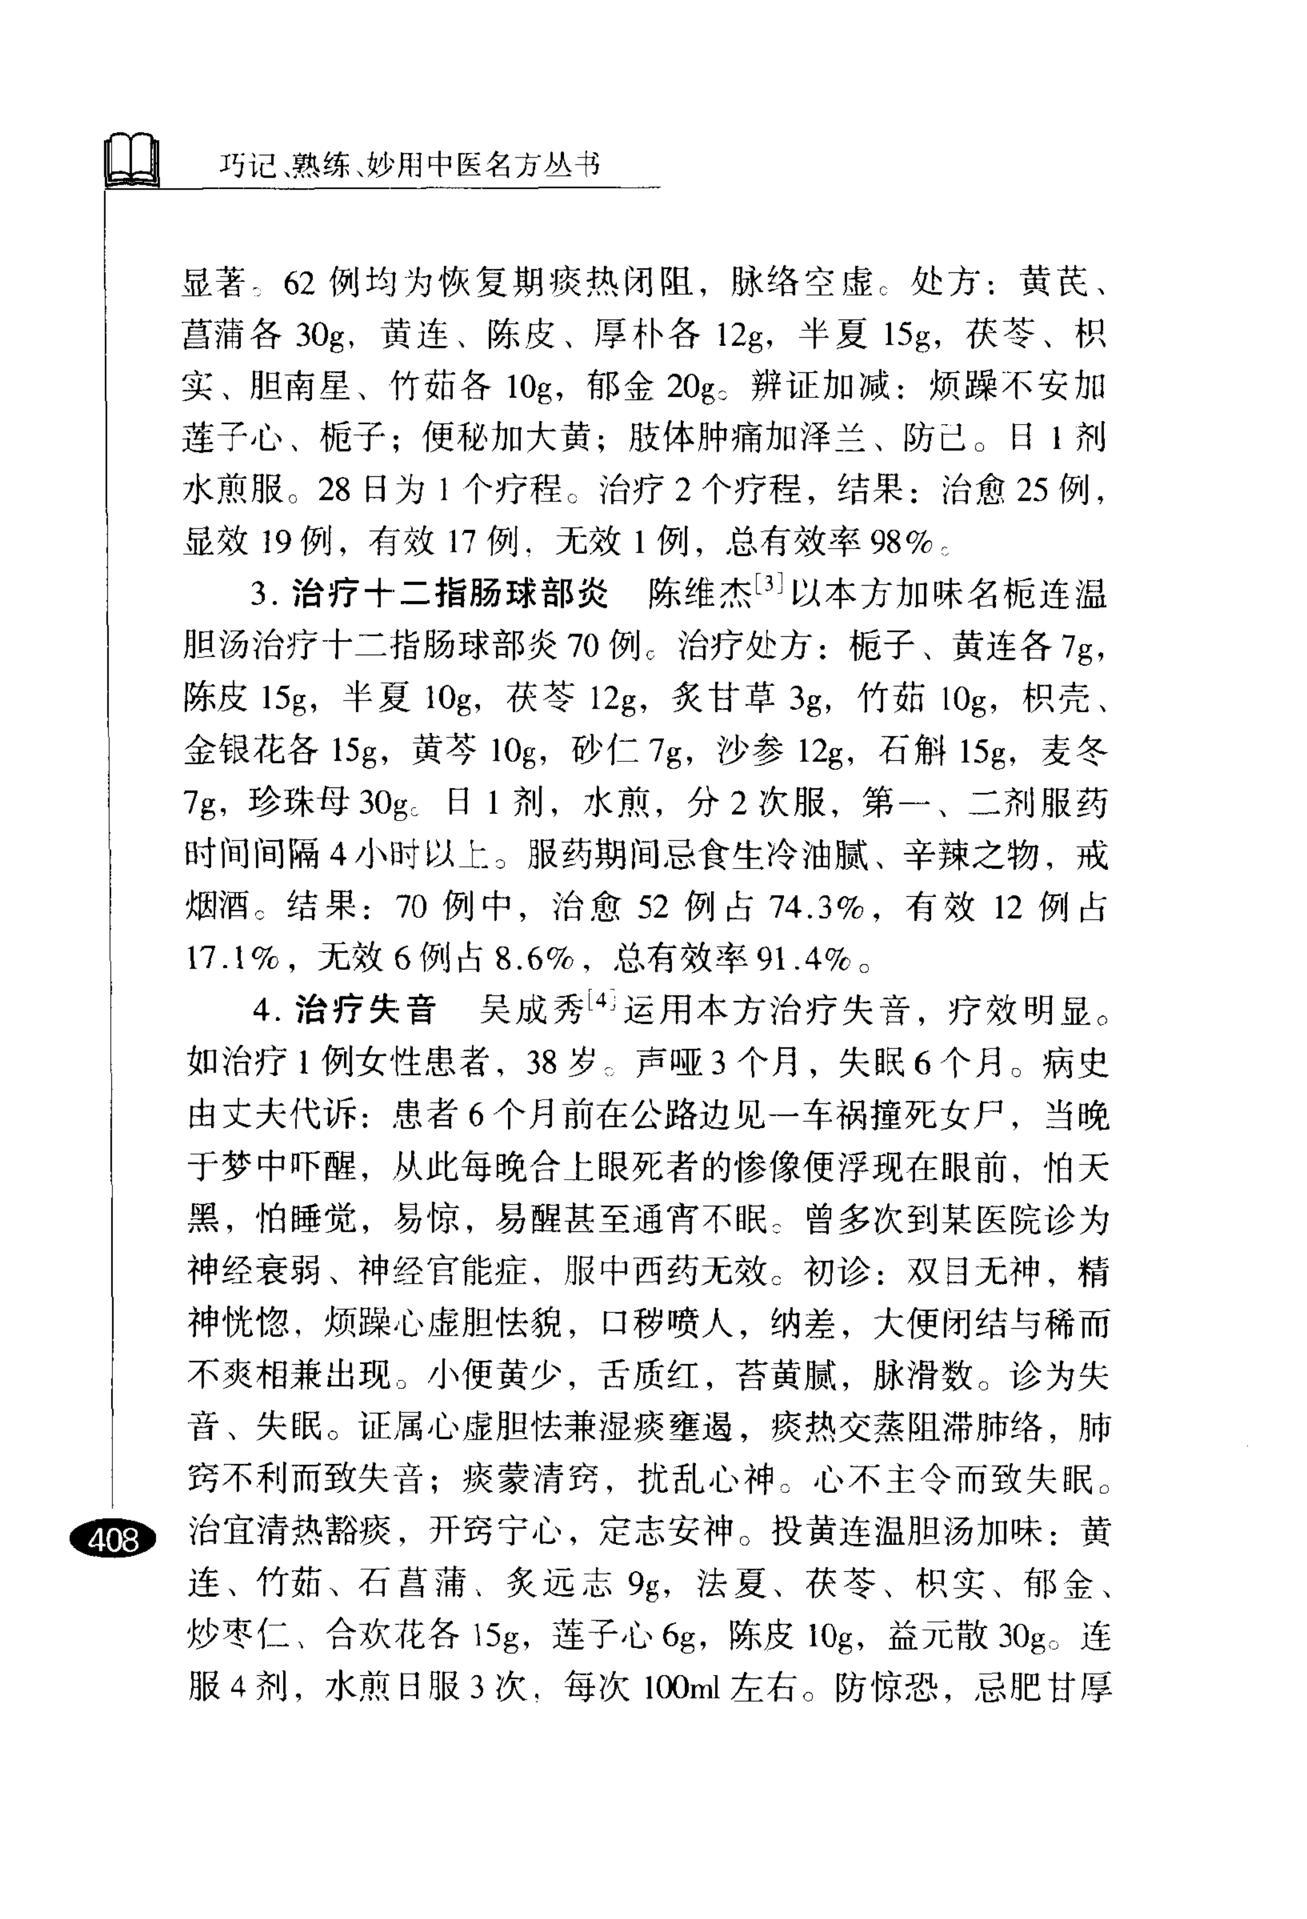 巧记、熟练、妙用中医名方丛书
显著。62 例均为恢复期痰热闭阻，脉络空虚。处方：黄芪、
菖蒲各 30g，黄连、陈皮、厚朴各 12g，半夏 15g，茯苓、枳
实、胆南星、竹茹各 10g，郁金 20g。辨证加减：烦躁不安加
莲子心、栀子；便秘加大黄；肢体肿痛加泽兰、防己。日 1 剂
水煎服。28 日为 1 个疗程。治疗 2 个疗程，结果：治愈 25 例，
显效 19 例，有效 17 例，无效 1 例，总有效率 98%。
3. 治疗十二指肠球部炎 陈维杰[3]以本方加味名栀连温
胆汤治疗十二指肠球部炎 70 例。治疗处方：栀子、黄连各 7g，
陈皮 15g，半夏 10g，茯苓 12g，炙甘草 3g，竹茹 10g，枳壳、
金银花各 15g，黄芩 10g，砂仁 7g，沙参 12g，石斛 15g，麦冬
7g，珍珠母 30g。日 1 剂，水煎，分 2 次服，第一、二剂服药
时间间隔 4 小时以上。服药期间忌食生冷油腻、辛辣之物，戒
烟酒。结果：70 例中，治愈 52 例占 74.3%，有效 12 例占
17.1%，无效 6 例占 8.6%，总有效率 91.4%。
4. 治疗失音 吴成秀[4]运用本方治疗失音，疗效明显。
如治疗 1 例女性患者，38 岁。声哑 3 个月，失眠 6 个月。病史
由丈夫代诉：患者 6 个月前在公路边见一车祸撞死女尸，当晚
于梦中吓醒，从此每晚合上眼死者的惨像便浮现在眼前，怕天
黑，怕睡觉，易惊，易醒甚至通宵不眠。曾多次到某医院诊为
神经衰弱、神经官能症，服中西药无效。初诊：双目无神，精
神恍惚，烦躁心虚胆怯貌，口秽喷人，纳差，大便闭结与稀而
不爽相兼出现。小便黄少，舌质红，苔黄腻，脉滑数。诊为失
音、失眠。证属心虚胆怯兼湿痰壅遏，痰热交蒸阻滞肺络，肺
窍不利而致失音；痰蒙清窍，扰乱心神。心不主令而致失眠。
治宜清热豁痰，开窍宁心，定志安神。投黄连温胆汤加味：黄
连、竹茹、石菖蒲、炙远志 9g，法夏、茯苓、枳实、郁金、
炒枣仁、合欢花各 15g，莲子心 6g，陈皮 10g，益元散 30g。连
服 4 剂，水煎日服 3 次，每次 100ml 左右。防惊恐，忌肥甘厚
408